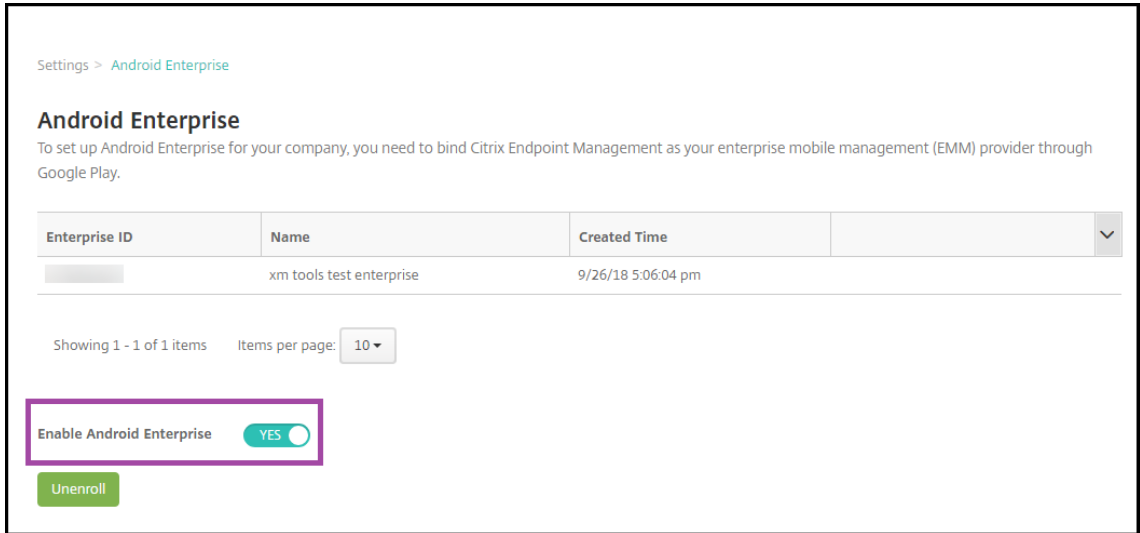 Settings > Android Enterprise
Android Enterprise
To set up Android Enterprise for your company, you need to bind Citrix Endpoint Management as your enterprise mobile management (EMM) provider through
Google Play.
Enterprise ID Name Created Time
xm tools test enterprise 9/26/18 5:06:04 pm
Showing 1 - 1 of 1 items Items per page: 10
Enable Android Enterprise YES
Unenroll